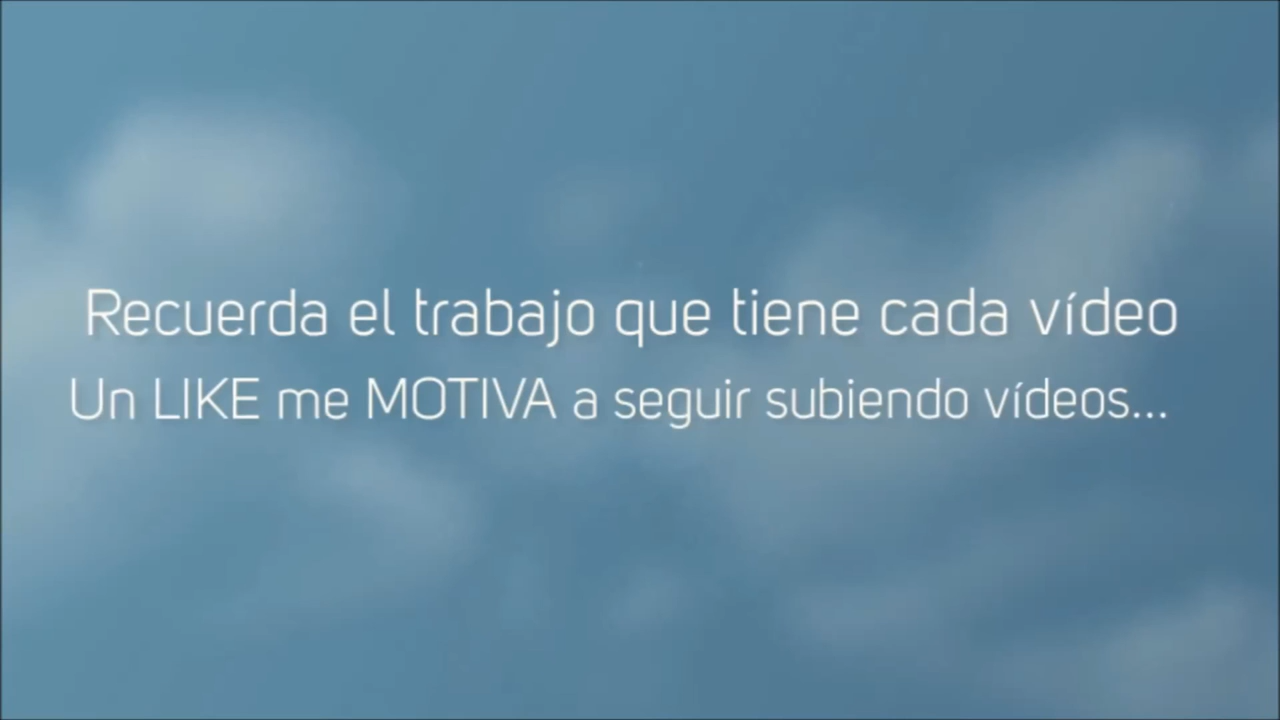 Recuerda el trabajo que tiene cada vídeo
Un LIKE me MOTIVA a seguir subiendo vídeos...